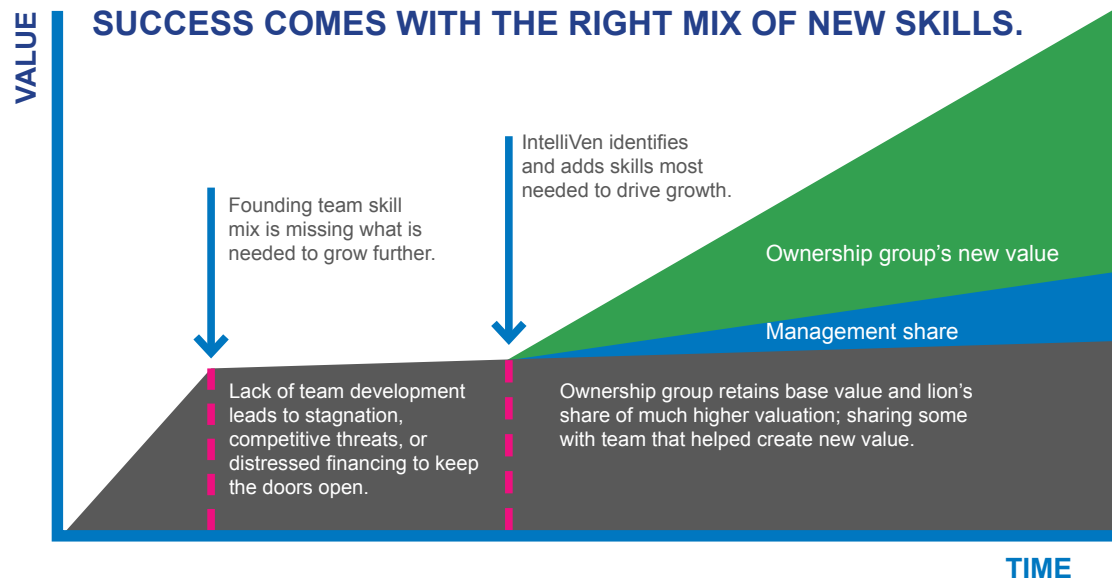 VALUE
SUCCESS COMES WITH THE RIGHT MIX OF NEW SKILLS.
IntelliVen identifies
and adds skills most
needed to drive growth.
Founding team skill
mix is missing what is
needed to grow further.
Ownership group’s new value
Management share
Lack of team development
leads to stagnation,
competitive threats, or
distressed financing to keep
the doors open.
Ownership group retains base value and lion’s
share of much higher valuation; sharing some
with team that helped create new value.
TIME